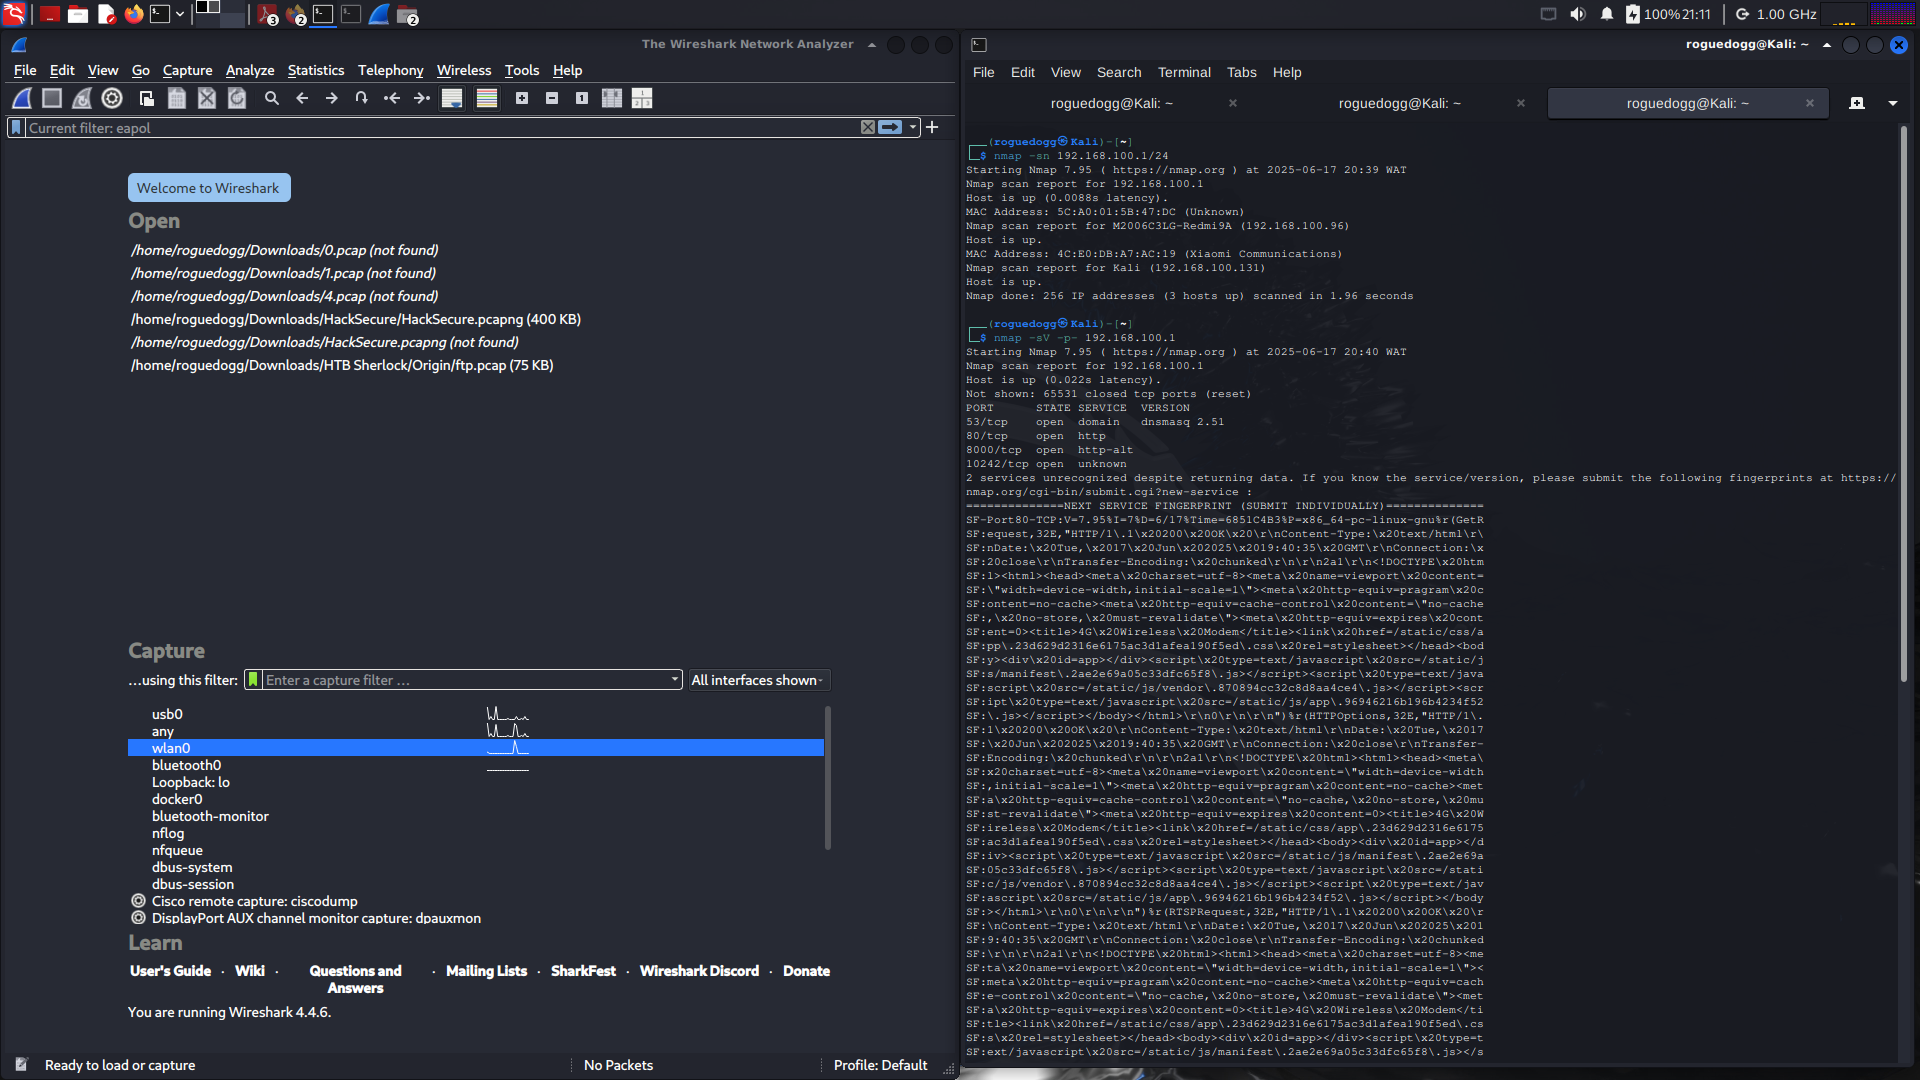 3
2
2
100% 21:11
1.00 GHz
The Wireshark Network Analyzer
File Edit View Go Capture Analyze Statistics Telephony Wireless Tools Help
Current filter: eapol
Welcome to Wireshark
Open
/home/roguedogg/Downloads/0.pcap (not found)
/home/roguedogg/Downloads/1.pcap (not found)
/home/roguedogg/Downloads/4.pcap (not found)
/home/roguedogg/Downloads/HackSecure/HackSecure.pcapng (400 KB)
/home/roguedogg/Downloads/HackSecure.pcapng (not found)
/home/roguedogg/Downloads/HTB Sherlock/Origin/ftp.pcap (75 KB)
Capture
...using this filter: Enter a capture filter ... All interfaces shown
usb0
any
wlan0
bluetooth0
Loopback: lo
docker0
bluetooth-monitor
nflog
nfqueue
dbus-system
dbus-session
Cisco remote capture: ciscodump
DisplayPort AUX channel monitor capture: dpauxmon
Learn
User's Guide · Wiki · Questions and Answers · Mailing Lists · SharkFest · Wireshark Discord · Donate
You are running Wireshark 4.4.6.
Ready to load or capture No Packets Profile: Default
roguedogg@Kali: ~
File Edit View Search Terminal Tabs Help
roguedogg@Kali: ~ × roguedogg@Kali: ~ × roguedogg@Kali: ~ ×
(roguedogg㉿Kali)-[~]
$ nmap -sn 192.168.100.1/24
Starting Nmap 7.95 ( https://nmap.org ) at 2025-06-17 20:39 WAT
Nmap scan report for 192.168.100.1
Host is up (0.0088s latency).
MAC Address: 5C:A0:01:5B:47:DC (Unknown)
Nmap scan report for M2006C3LG-Redmi9A (192.168.100.96)
Host is up.
MAC Address: 4C:E0:DB:A7:AC:19 (Xiaomi Communications)
Nmap scan report for Kali (192.168.100.131)
Host is up.
Nmap done: 256 IP addresses (3 hosts up) scanned in 1.96 seconds
(roguedogg㉿Kali)-[~]
$ nmap -sV -p- 192.168.100.1
Starting Nmap 7.95 ( https://nmap.org ) at 2025-06-17 20:40 WAT
Nmap scan report for 192.168.100.1
Host is up (0.022s latency).
Not shown: 65531 closed tcp ports (reset)
PORT STATE SERVICE VERSION
53/tcp open domain dnsmasq 2.51
80/tcp open http
8000/tcp open http-alt
10242/tcp open unknown
2 services unrecognized despite returning data. If you know the service/version, please submit the following fingerprints at https://
nmap.org/cgi-bin/submit.cgi?new-service :
==============NEXT SERVICE FINGERPRINT (SUBMIT INDIVIDUALLY)==============
SF-Port80-TCP:V=7.95%I=7%D=6/17%Time=6851C4B3%P=x86_64-pc-linux-gnu%r(GetR
SF:equest,32E,"HTTP/1\.1\x20200\x20OK\x20\r\nContent-Type:\x20text/html\r\
SF:nDate:\x20Tue,\x2017\x20Jun\x202025\x2019:40:35\x20GMT\r\nConnection:\x
SF:20close\r\nTransfer-Encoding:\x20chunked\r\n\r\n2a1\r\n<!DOCTYPE\x20htm
SF:l><html><head><meta\x20charset=utf-8><meta\x20name=viewport\x20content=
SF:\"width=device-width,initial-scale=1\"><meta\x20http-equiv=pragram\x20c
SF:ontent=no-cache><meta\x20http-equiv=cache-control\x20content=\"no-cache
SF:,\x20no-store,\x20must-revalidate\"><meta\x20http-equiv=expires\x20cont
SF:ent=0><title>4G\x20Wireless\x20Modem</title><link\x20href=/static/css/a
SF:pp\.23d629d2316e6175ac3d1afea190f5ed\.css\x20rel=stylesheet></head><bod
SF:y><div\x20id=app></div><script\x20type=text/javascript\x20src=/static/j
SF:s/manifest\.2ae2e69a05c33dfc65f8\.js></script><script\x20type=text/java
SF:script\x20src=/static/js/vendor\.870894cc32c8d8aa4ce4\.js></script><scr
SF:ipt\x20type=text/javascript\x20src=/static/js/app\.96946216b196b4234f52
SF:\.js></script></body></html>\r\n0\r\n\r\n")%r(HTTPOptions,32E,"HTTP/1\.
SF:1\x20200\x20OK\x20\r\nContent-Type:\x20text/html\r\nDate:\x20Tue,\x2017
SF:\x20Jun\x202025\x2019:40:35\x20GMT\r\nConnection:\x20close\r\nTransfer-
SF:Encoding:\x20chunked\r\n\r\n2a1\r\n<!DOCTYPE\x20html><html><head><meta\
SF:x20charset=utf-8><meta\x20name=viewport\x20content=\"width=device-width
SF:,initial-scale=1\"><meta\x20http-equiv=pragram\x20content=no-cache><met
SF:a\x20http-equiv=cache-control\x20content=\"no-cache,\x20no-store,\x20mu
SF:st-revalidate\"><meta\x20http-equiv=expires\x20content=0><title>4G\x20W
SF:ireless\x20Modem</title><link\x20href=/static/css/app\.23d629d2316e6175
SF:ac3d1afea190f5ed\.css\x20rel=stylesheet></head><body><div\x20id=app></d
SF:iv><script\x20type=text/javascript\x20src=/static/js/manifest\.2ae2e69a
SF:05c33dfc65f8\.js></script><script\x20type=text/javascript\x20src=/stati
SF:c/js/vendor\.870894cc32c8d8aa4ce4\.js></script><script\x20type=text/jav
SF:ascript\x20src=/static/js/app\.96946216b196b4234f52\.js></script></body
SF:></html>\r\n0\r\n\r\n")%r(RTSPRequest,32E,"HTTP/1\.1\x20200\x20OK\x20\r
SF:\nContent-Type:\x20text/html\r\nDate:\x20Tue,\x2017\x20Jun\x202025\x201
SF:9:40:35\x20GMT\r\nConnection:\x20close\r\nTransfer-Encoding:\x20chunked
SF:\r\n\r\n2a1\r\n<!DOCTYPE\x20html><html><head><meta\x20charset=utf-8><me
SF:ta\x20name=viewport\x20content=\"width=device-width,initial-scale=1\"><
SF:meta\x20http-equiv=pragram\x20content=no-cache><meta\x20http-equiv=cach
SF:e-control\x20content=\"no-cache,\x20no-store,\x20must-revalidate\"><met
SF:a\x20http-equiv=expires\x20content=0><title>4G\x20Wireless\x20Modem</ti
SF:tle><link\x20href=/static/css/app\.23d629d2316e6175ac3d1afea190f5ed\.cs
SF:s\x20rel=stylesheet></head><body><div\x20id=app></div><script\x20type=t
SF:ext/javascript\x20src=/static/js/manifest\.2ae2e69a05c33dfc65f8\.js></s